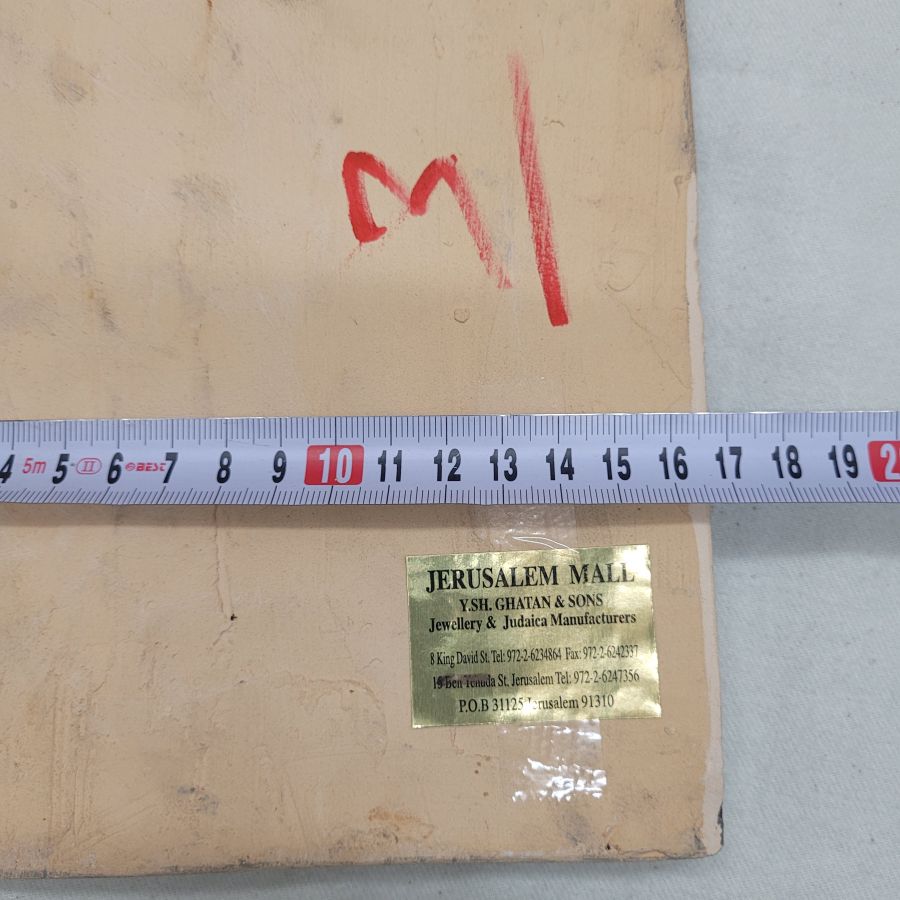 M/
4 5m 5 II 6 BEST 7 8 9 10 11 12 13 14 15 16 17 18 19
JERUSALEM MALL
Y.SH. GHATAN & SONS
Jewellery & Judaica Manufacturers
8 King David St. Tel: 972-2-6234864 Fax: 972-2-6242337
15 Ben Yehuda St. Jerusalem Tel: 972-2-6247356
P.O.B 31125 Jerusalem 91310